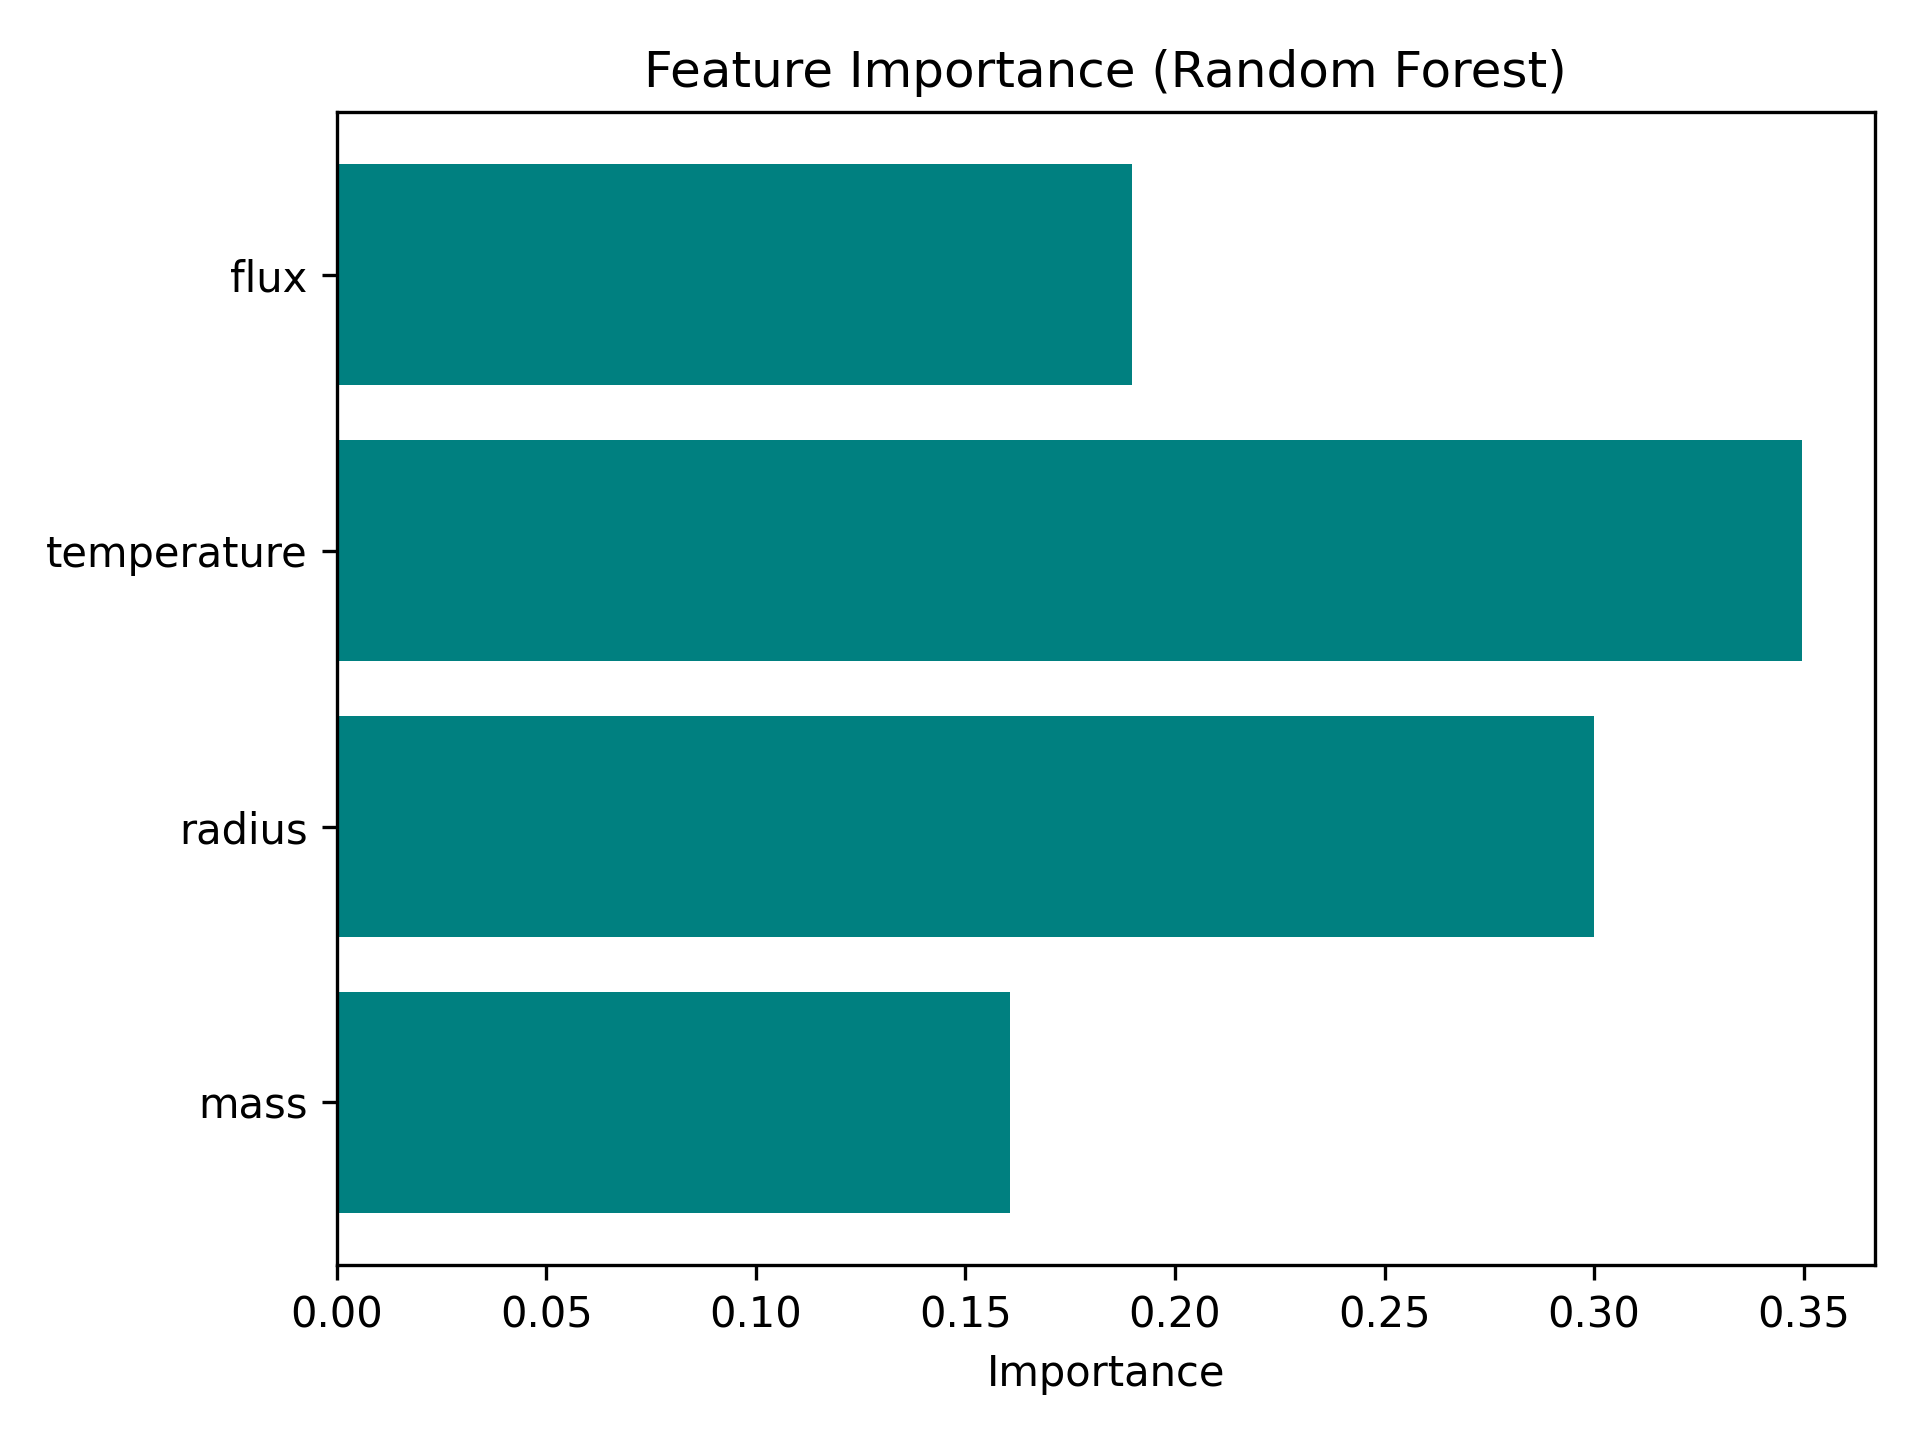 Feature Importance (Random Forest)
flux
temperature
radius
mass
0.00 0.05 0.10 0.15 0.20 0.25 0.30 0.35
Importance